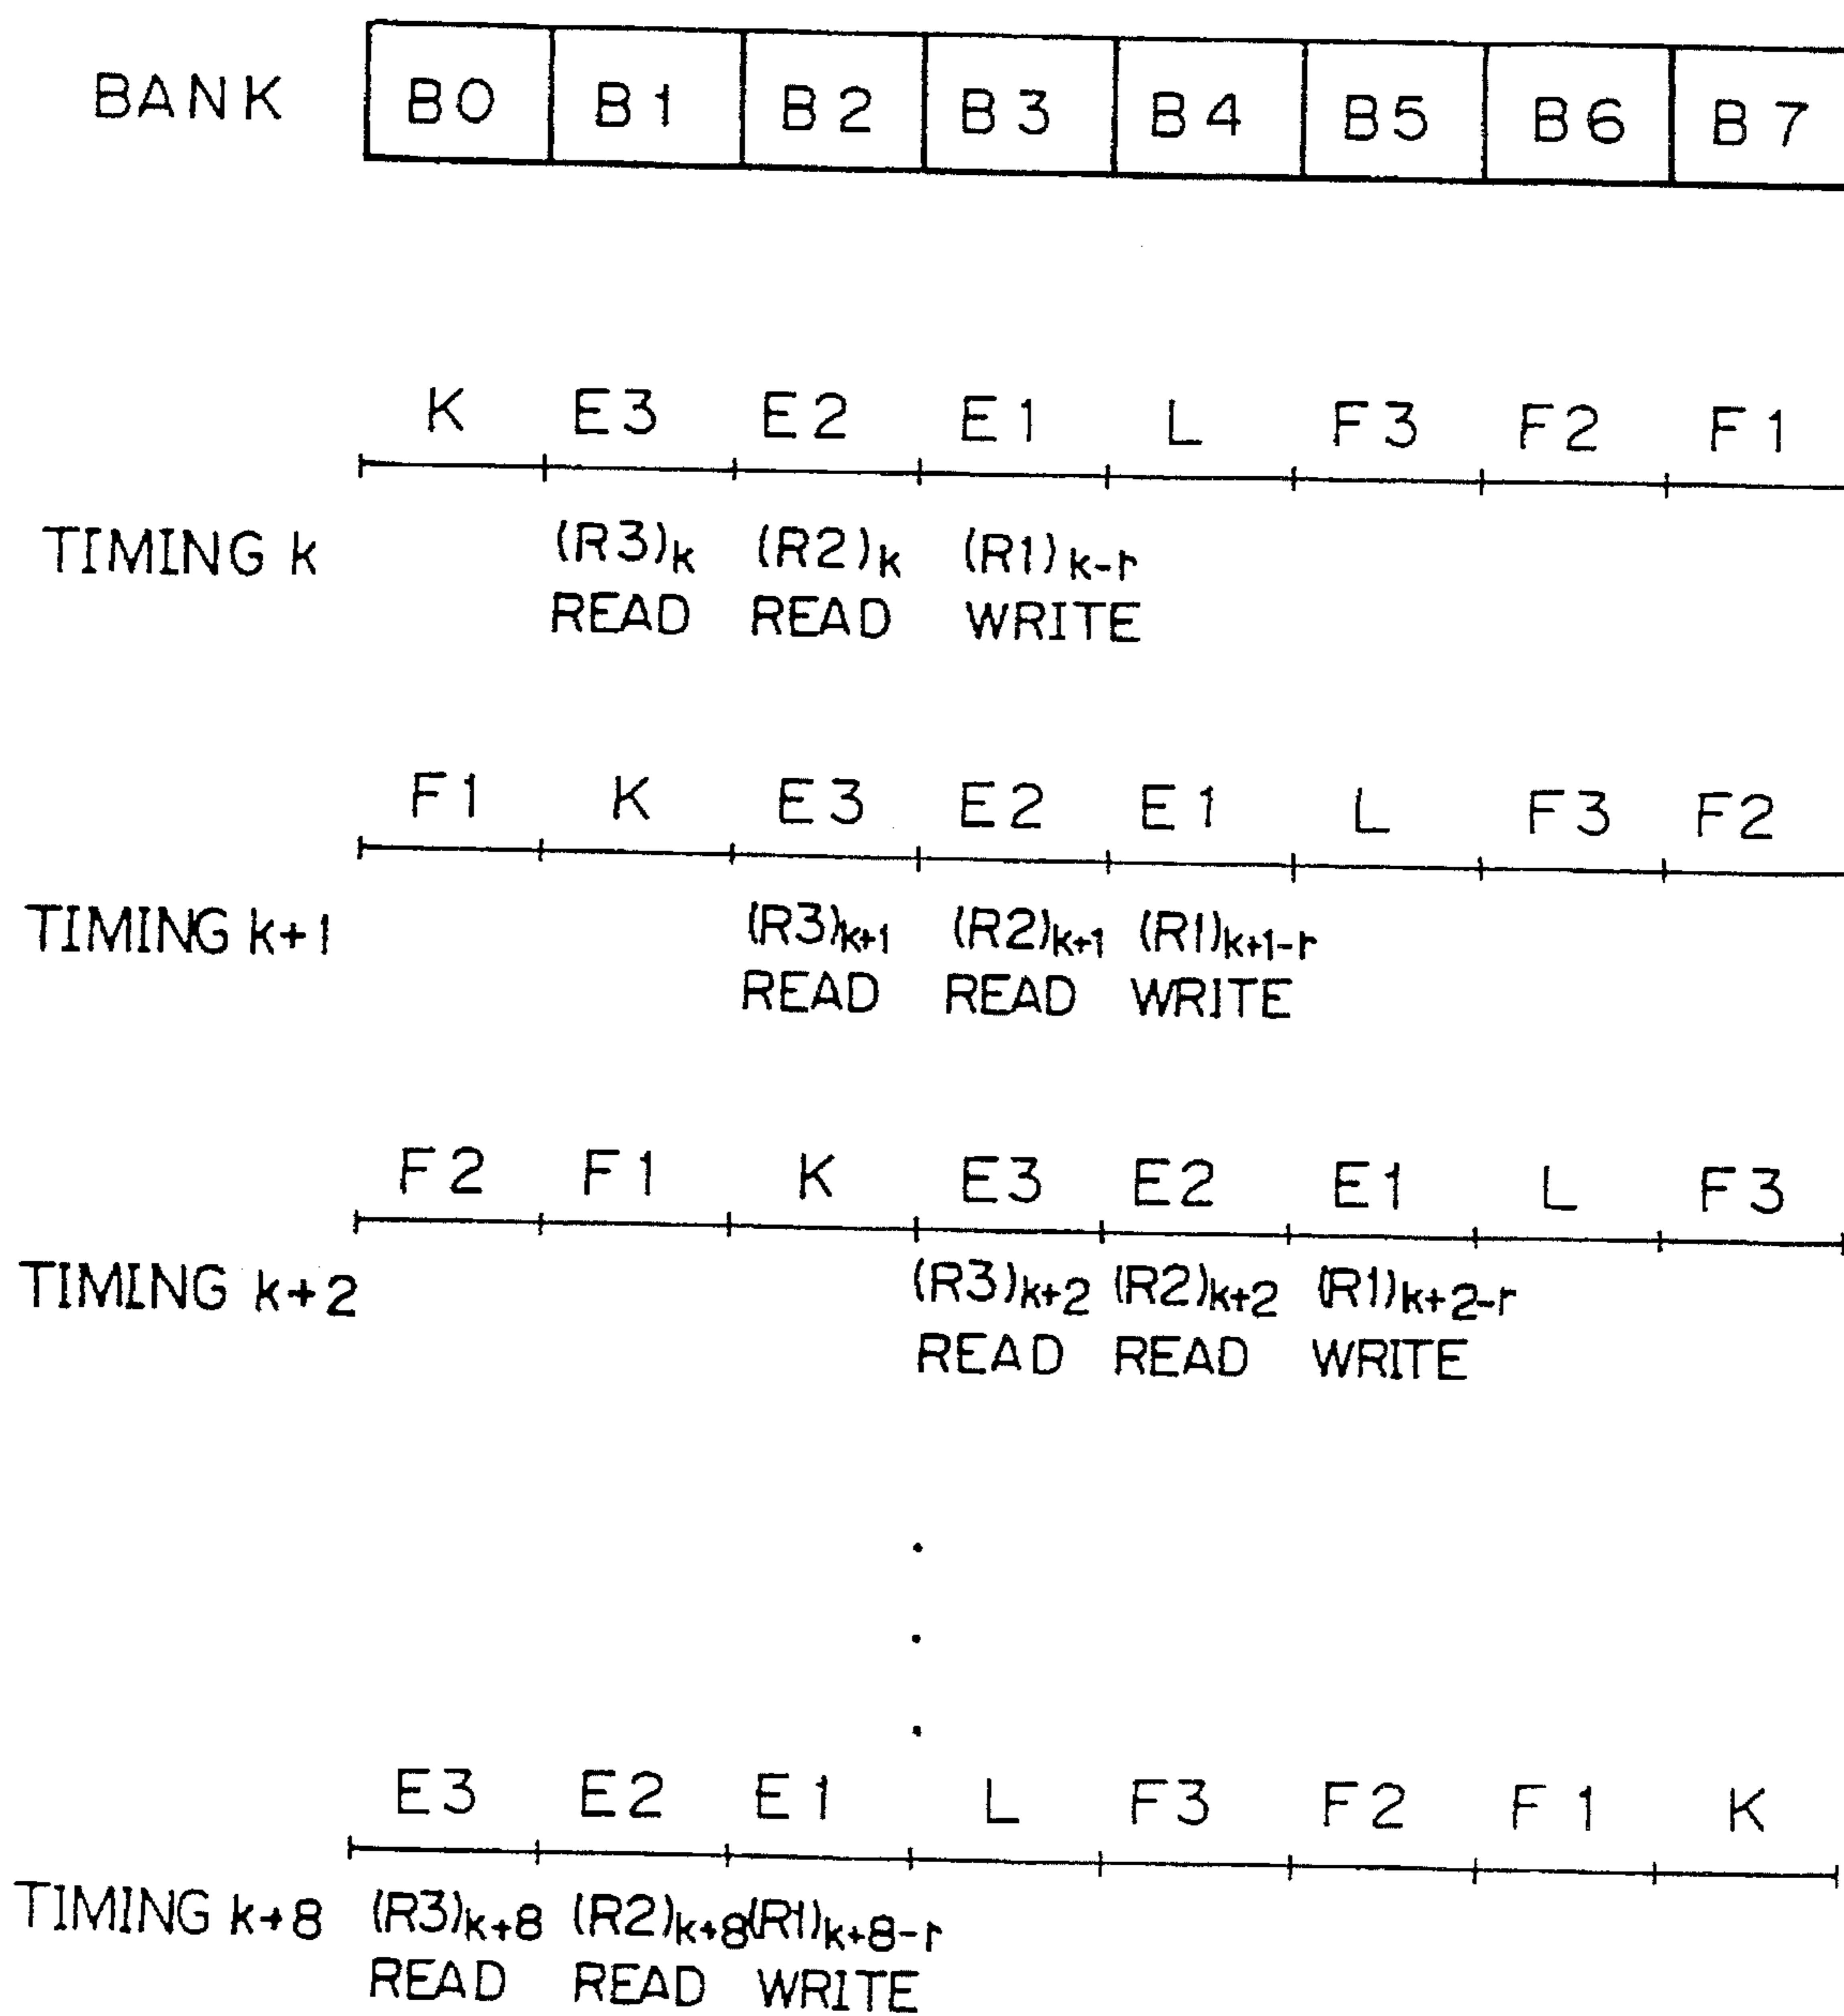 BANK B0 B1 B2 B3 B4 B5 B6 B7
K E3 E2 E1 L F3 F2 F1
TIMING k (R3)k (R2)k (R1)k-r
READ READ WRITE
F1 K E3 E2 E1 L F3 F2
TIMING k+1 (R3)k+1 (R2)k+1 (R1)k+1-r
READ READ WRITE
F2 F1 K E3 E2 E1 L F3
TIMING k+2 (R3)k+2 (R2)k+2 (R1)k+2-r
READ READ WRITE
E3 E2 E1 L F3 F2 F1 K
TIMING k+8 (R3)k+8 (R2)k+8 (R1)k+8-r
READ READ WRITE